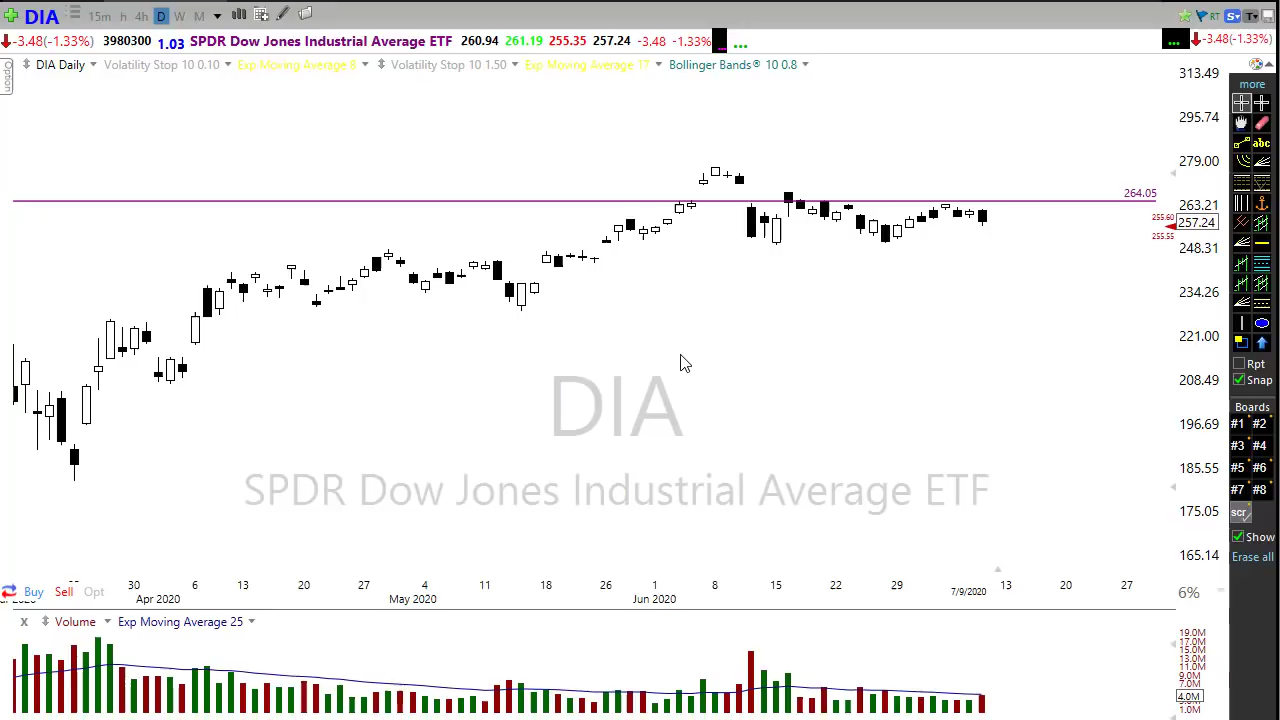 DIA 15m h 4h D W M RT S T
-3.48(-1.33%) 3980300 1.03 SPDR Dow Jones Industrial Average ETF 260.94 261.19 255.35 257.24 -3.48 -1.33% ... ... ... -3.48(-1.33%)
Option
DIA Daily Volatility Stop 10 0.10 Exp Moving Average 8 Volatility Stop 10 1.50 Exp Moving Average 17 Bollinger Bands® 10 0.8
313.49
more
295.74
abc
279.00
264.05
263.21
255.60
257.24
255.55
248.31
234.26
221.00
Rpt
208.49
Snap
DIA
Boards
196.69
#1 #2
#3 #4
185.55
#5 #6
SPDR Dow Jones Industrial Average ETF
#7 #8
175.05
scr
Show
165.14
Erase all
30 6 13 20 27 4 11 18 26 1 8 15 22 29 7/9/2020 13 20 27
Buy Sell Opt
6%
Apr 2020 May 2020 Jun 2020
x Volume Exp Moving Average 25
19.0M
17.0M
15.0M
13.0M
11.0M
9.0M
7.0M
4.0M
1.0M